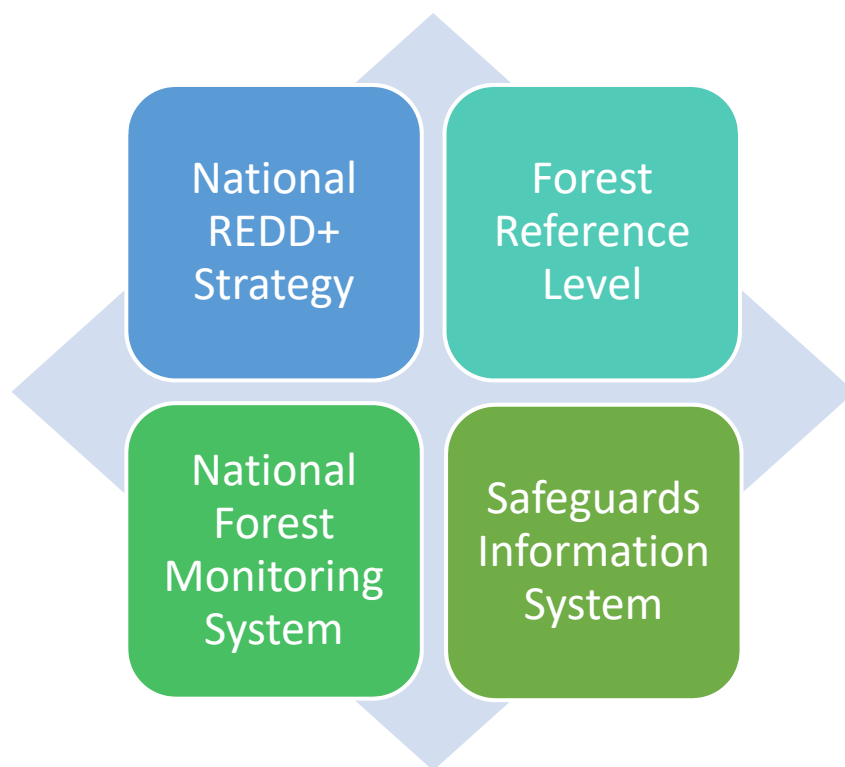 National
REDD+
Strategy
Forest
Reference
Level
National
Forest
Monitoring
System
Safeguards
Information
System